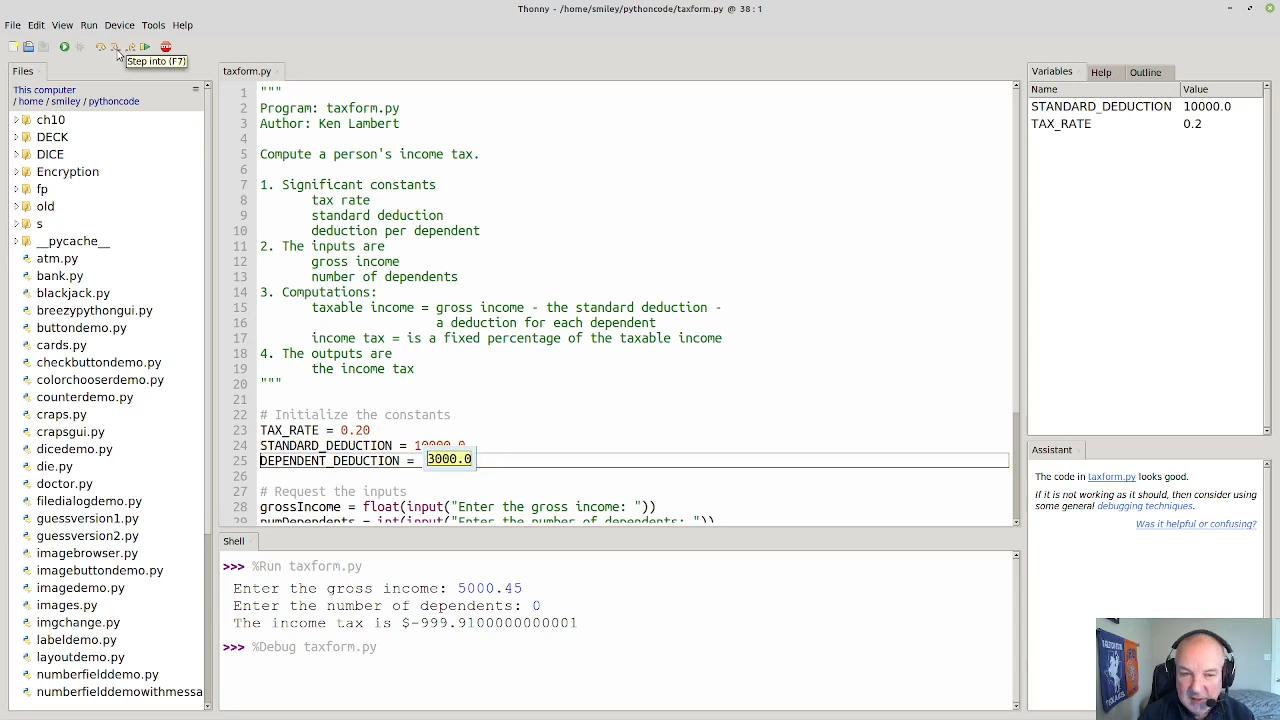 Thonny - /home/smiley/pythoncode/taxform.py @ 38 : 1
File Edit View Run Device Tools Help
STOP
Step into (F7)
Files
This computer
/ home / smiley / pythoncode
ch10
DECK
DICE
Encryption
fp
old
s
__pycache__
atm.py
bank.py
blackjack.py
breezypythongui.py
buttondemo.py
cards.py
checkbuttondemo.py
colorchooserdemo.py
counterdemo.py
craps.py
crapsgui.py
dicedemo.py
die.py
doctor.py
filedialogdemo.py
guessversion1.py
guessversion2.py
imagebrowser.py
imagebuttondemo.py
imagedemo.py
images.py
imgchange.py
labeldemo.py
layoutdemo.py
numberfielddemo.py
numberfielddemowithmessa
taxform.py
1 """
2 Program: taxform.py
3 Author: Ken Lambert
4
5 Compute a person's income tax.
6
7 1. Significant constants
8 tax rate
9 standard deduction
10 deduction per dependent
11 2. The inputs are
12 gross income
13 number of dependents
14 3. Computations:
15 taxable income = gross income - the standard deduction -
16 a deduction for each dependent
17 income tax = is a fixed percentage of the taxable income
18 4. The outputs are
19 the income tax
20 """
21
22 # Initialize the constants
23 TAX_RATE = 0.20
24 STANDARD_DEDUCTION = 10000.0
25 DEPENDENT_DEDUCTION = 3000.0
26
27 # Request the inputs
28 grossIncome = float(input("Enter the gross income: "))
29 numDependents = int(input("Enter the number of dependents: "))
Shell
>>> %Run taxform.py
Enter the gross income: 5000.45
Enter the number of dependents: 0
The income tax is $-999.9100000000001
>>> %Debug taxform.py
Variables Help Outline
Name Value
STANDARD_DEDUCTION 10000.0
TAX_RATE 0.2
Assistant
The code in taxform.py looks good.
If it is not working as it should, then consider using
some general debugging techniques.
Was it helpful or confusing?